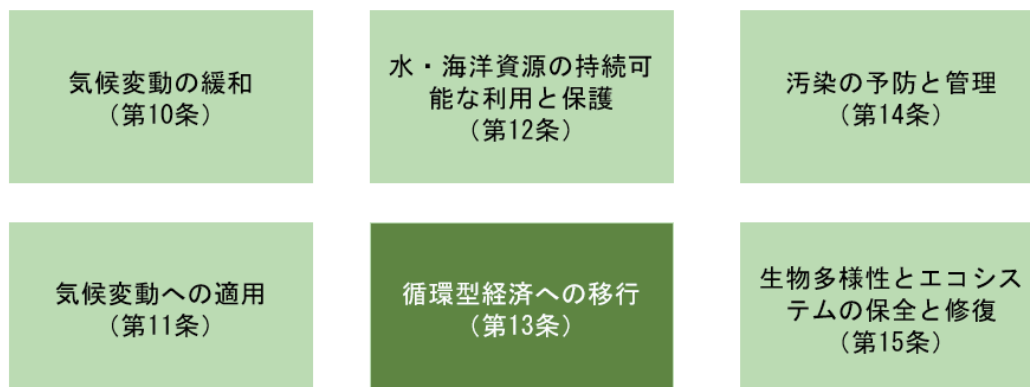 気候変動の緩和
（第10条）
水・海洋資源の持続可
能な利用と保護
（第12条）
汚染の予防と管理
（第14条）
気候変動への適用
（第11条）
循環型経済への移行
（第13条）
生物多様性とエコシス
テムの保全と修復
（第15条）